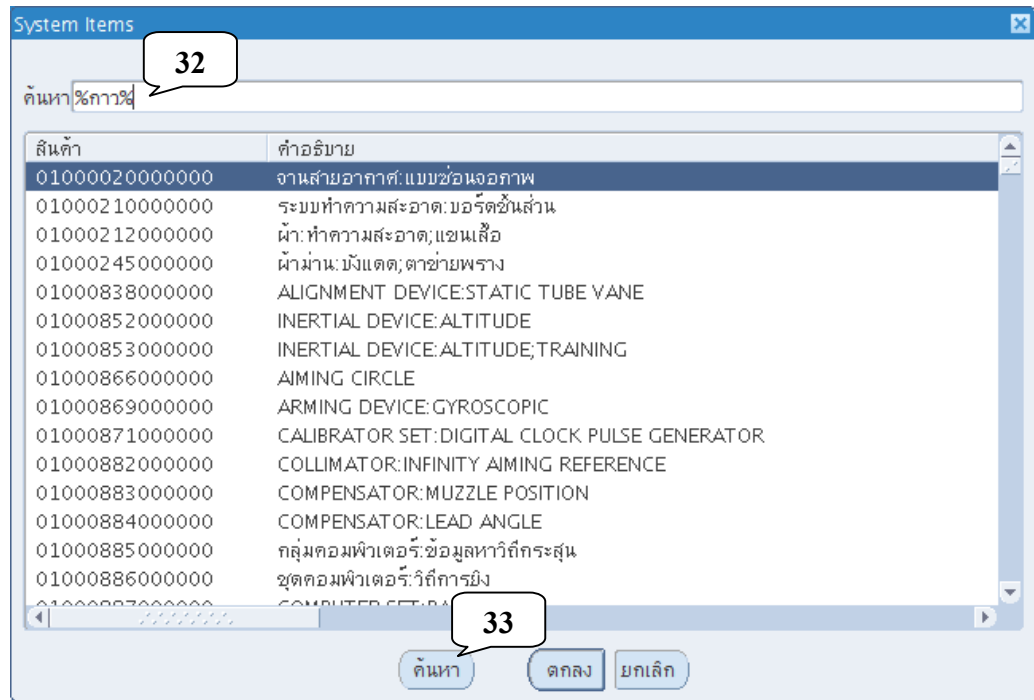 System Items
32
ค้นหา %กาว%
สินค้า คำอธิบาย
01000020000000 จานสายอากาศ:แบบซ่อนจอภาพ
01000210000000 ระบบทำความสะอาด:บอร์ดชิ้นส่วน
01000212000000 ผ้า:ทำความสะอาด;แขนเสื้อ
01000245000000 ผ้าม่าน:บังแดด;ตาข่ายพราง
01000838000000 ALIGNMENT DEVICE:STATIC TUBE VANE
01000852000000 INERTIAL DEVICE:ALTITUDE
01000853000000 INERTIAL DEVICE:ALTITUDE;TRAINING
01000866000000 AIMING CIRCLE
01000869000000 ARMING DEVICE:GYROSCOPIC
01000871000000 CALIBRATOR SET:DIGITAL CLOCK PULSE GENERATOR
01000882000000 COLLIMATOR:INFINITY AIMING REFERENCE
01000883000000 COMPENSATOR:MUZZLE POSITION
01000884000000 COMPENSATOR:LEAD ANGLE
01000885000000 กลุ่มคอมพิวเตอร์:ข้อมูลหาวิถีกระสุน
01000886000000 ชุดคอมพิวเตอร์:วิถีการยิง
01000887000000 COMPUTER SET:BA
33
ค้นหา ตกลง ยกเลิก